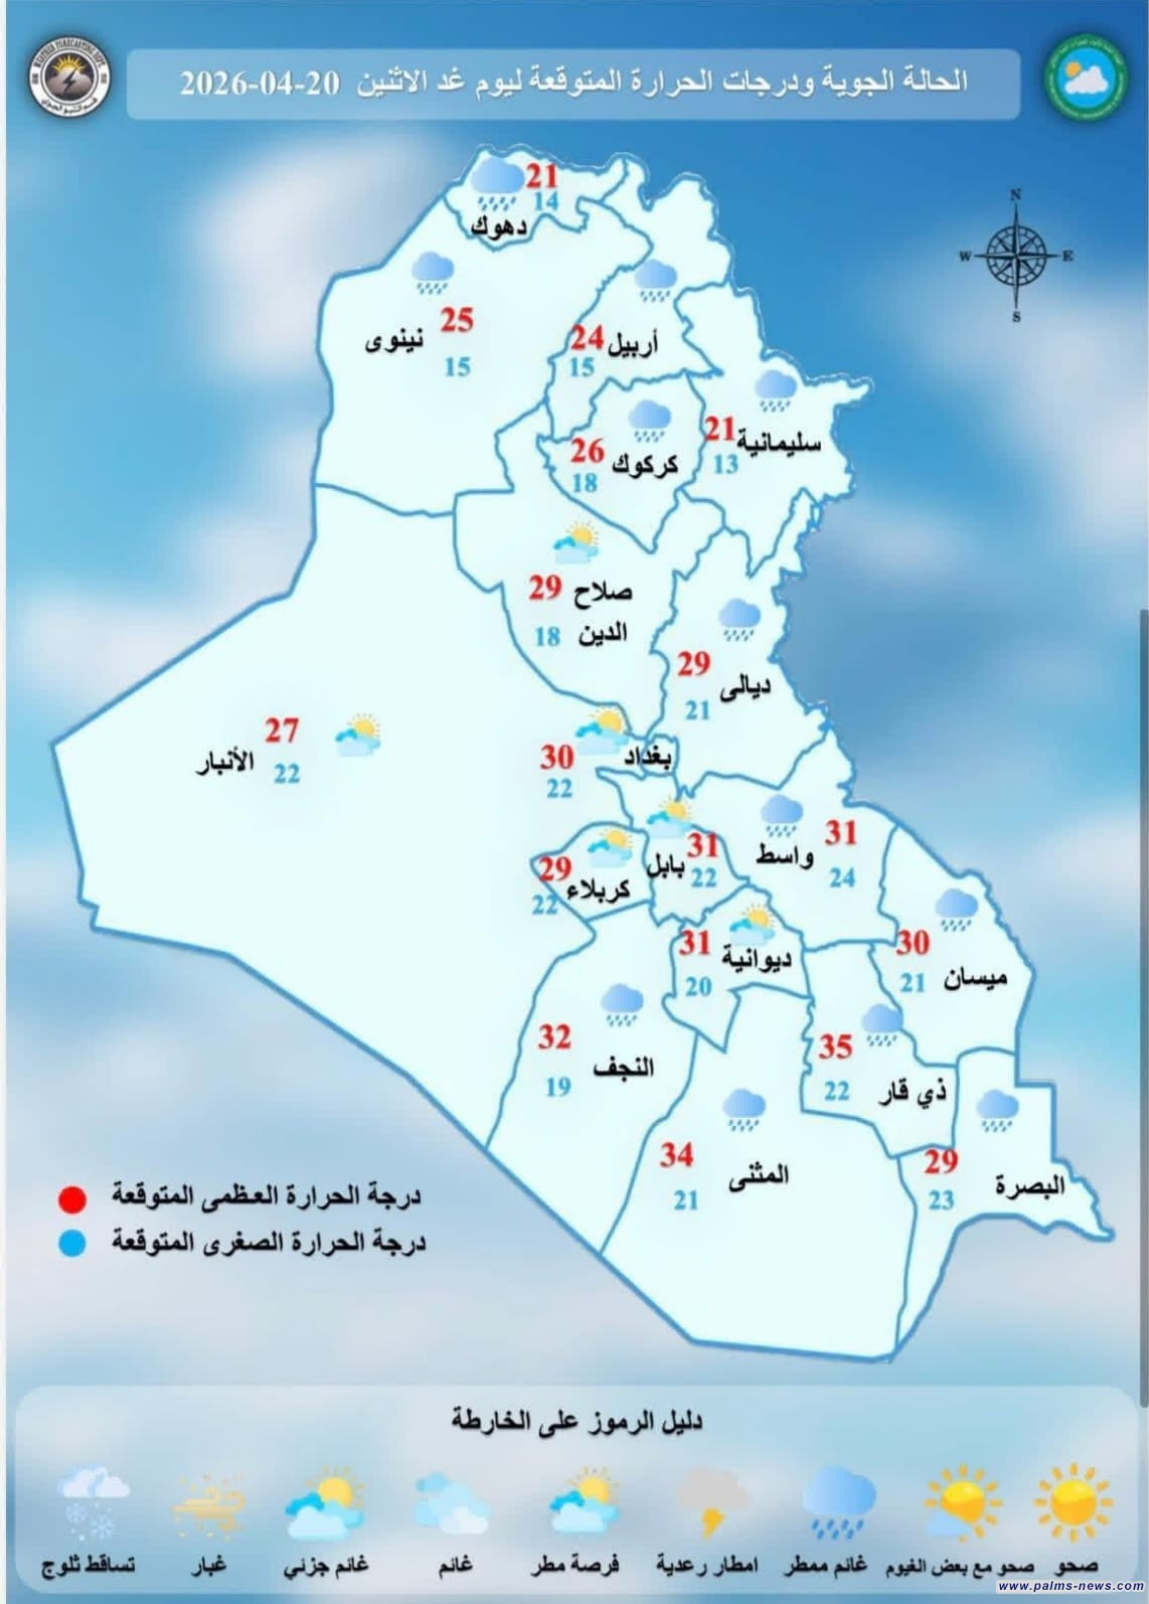 الحالة الجوية ودرجات الحرارة المتوقعة ليوم غد الاثنين 20-04-2026
N
W E
S
21
14
دهوك
25
نينوى
15
24
أربيل
15
21
سليمانية
13
26
كركوك
18
29
صلاح
الدين
18
29
ديالى
21
27
الأنبار
22
بغداد
30
22
31
واسط
24
31
بابل
22
29
كربلاء
22
31
ديوانية
20
30
ميسان
21
32
النجف
19
35
ذي قار
22
34
المثنى
21
29
البصرة
23
درجة الحرارة العظمى المتوقعة
درجة الحرارة الصغرى المتوقعة
دليل الرموز على الخارطة
صحو
صحو مع بعض الغيوم
غائم ممطر
امطار رعدية
فرصة مطر
غائم
غائم جزئي
غبار
تساقط ثلوج
www.palms-news.com